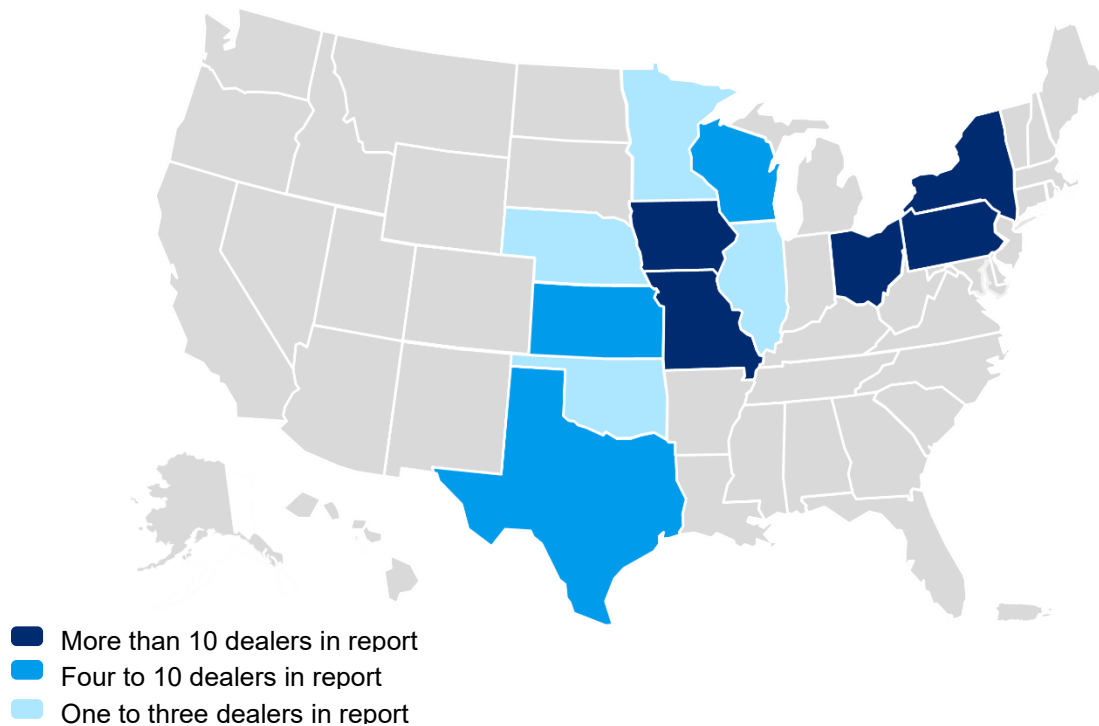 More than 10 dealers in report
Four to 10 dealers in report
One to three dealers in report